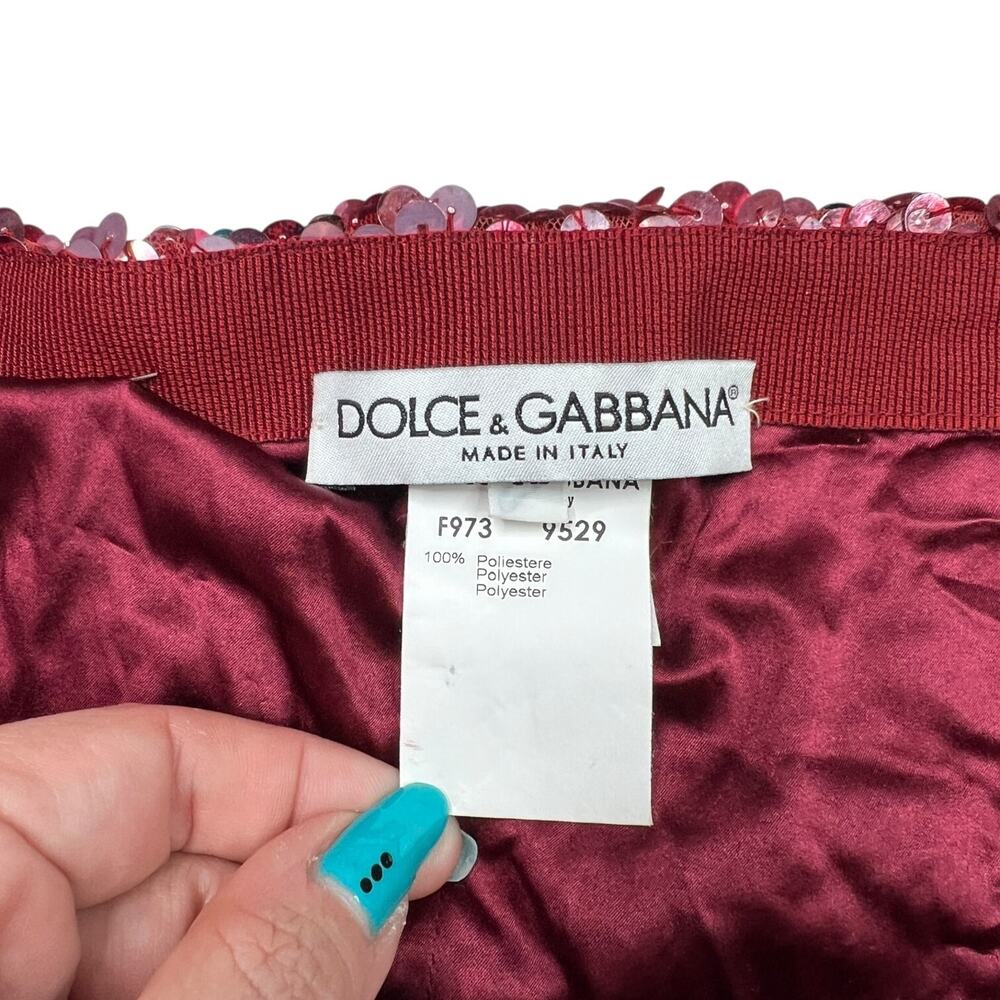 DOLCE & GABBANA®
MADE IN ITALY
F973 9529
100% Poliestere
Polyester
Polyester